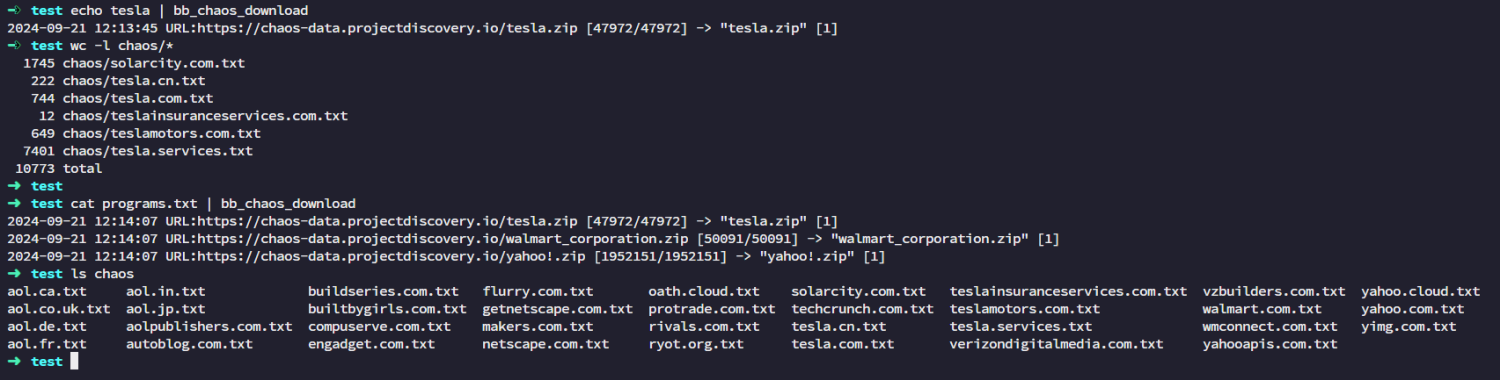 ➜ test echo tesla | bb_chaos_download
2024-09-21 12:13:45 URL:https://chaos-data.projectdiscovery.io/tesla.zip [47972/47972] -> "tesla.zip" [1]
➜ test wc -l chaos/*
1745 chaos/solarcity.com.txt
222 chaos/tesla.cn.txt
744 chaos/tesla.com.txt
12 chaos/teslainsuranceservices.com.txt
649 chaos/teslamotors.com.txt
7401 chaos/tesla.services.txt
10773 total
➜ test
➜ test cat programs.txt | bb_chaos_download
2024-09-21 12:14:07 URL:https://chaos-data.projectdiscovery.io/tesla.zip [47972/47972] -> "tesla.zip" [1]
2024-09-21 12:14:07 URL:https://chaos-data.projectdiscovery.io/walmart_corporation.zip [50091/50091] -> "walmart_corporation.zip" [1]
2024-09-21 12:14:07 URL:https://chaos-data.projectdiscovery.io/yahoo!.zip [1952151/1952151] -> "yahoo!.zip" [1]
➜ test ls chaos
aol.ca.txt aol.in.txt buildseries.com.txt flurry.com.txt oath.cloud.txt solarcity.com.txt teslainsuranceservices.com.txt vzbuilders.com.txt yahoo.cloud.txt
aol.co.uk.txt aol.jp.txt builtbygirls.com.txt getnetscape.com.txt protrade.com.txt techcrunch.com.txt teslamotors.com.txt walmart.com.txt yahoo.com.txt
aol.de.txt aolpublishers.com.txt compuserve.com.txt makers.com.txt rivals.com.txt tesla.cn.txt tesla.services.txt wmconnect.com.txt yimg.com.txt
aol.fr.txt autoblog.com.txt engadget.com.txt netscape.com.txt ryot.org.txt tesla.com.txt verizondigitalmedia.com.txt yahooapis.com.txt
➜ test